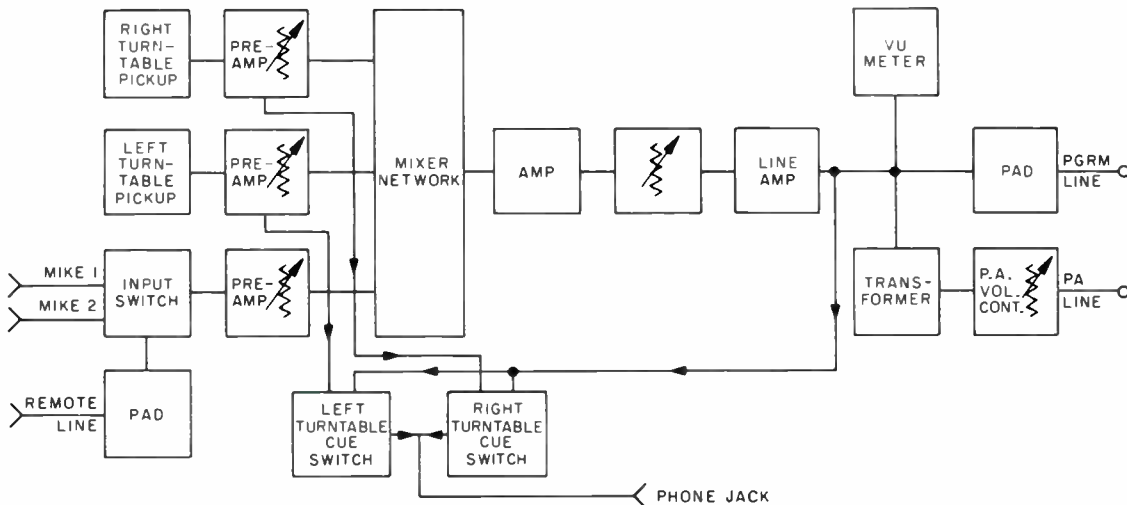 RIGHT
TURN-
TABLE
PICKUP
PRE-
AMP
LEFT
TURN-
TABLE
PICKUP
PRE-
AMP
MIKE 1
MIKE 2
INPUT
SWITCH
PRE-
AMP
REMOTE
LINE
PAD
MIXER
NETWORK
AMP
LINE
AMP
VU
METER
PAD
PGRM
LINE
TRANS-
FORMER
P.A.
VOL.
CONT.
PA
LINE
LEFT
TURNTABLE
CUE
SWITCH
RIGHT
TURNTABLE
CUE
SWITCH
PHONE JACK